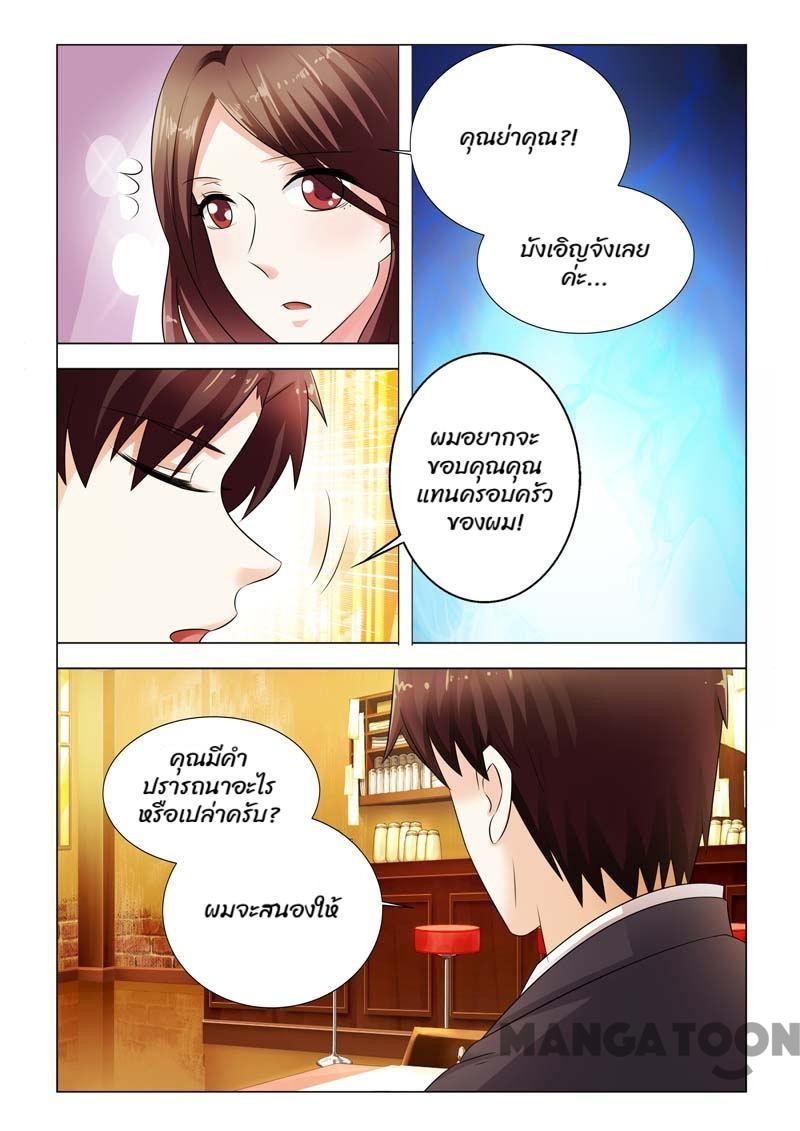 คุณย่าคุณ?!
บังเอิญจังเลย
ค่ะ...
ผมอยากจะ
ขอบคุณคุณ
แทนครอบครัว
ของผม!
คุณมีคำ
ปรารถนาอะไร
หรือเปล่าครับ?
ผมจะสนองให้
MANGATOON